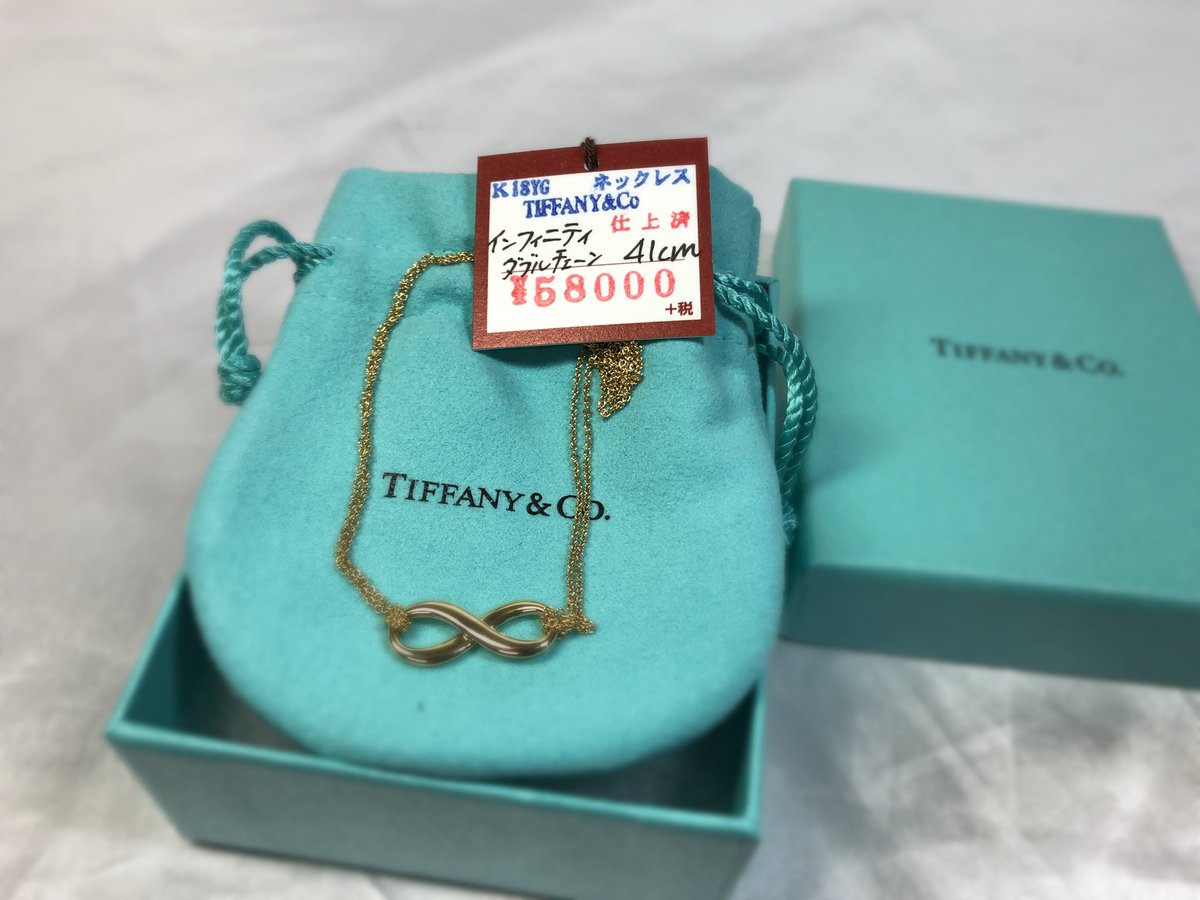 K18YG ネックレス
TIFFANY&Co
仕上済
インフィニティ
ダブルチェーン 41cm
¥58000
+税
TIFFANY & CO.
TIFFANY & CO.